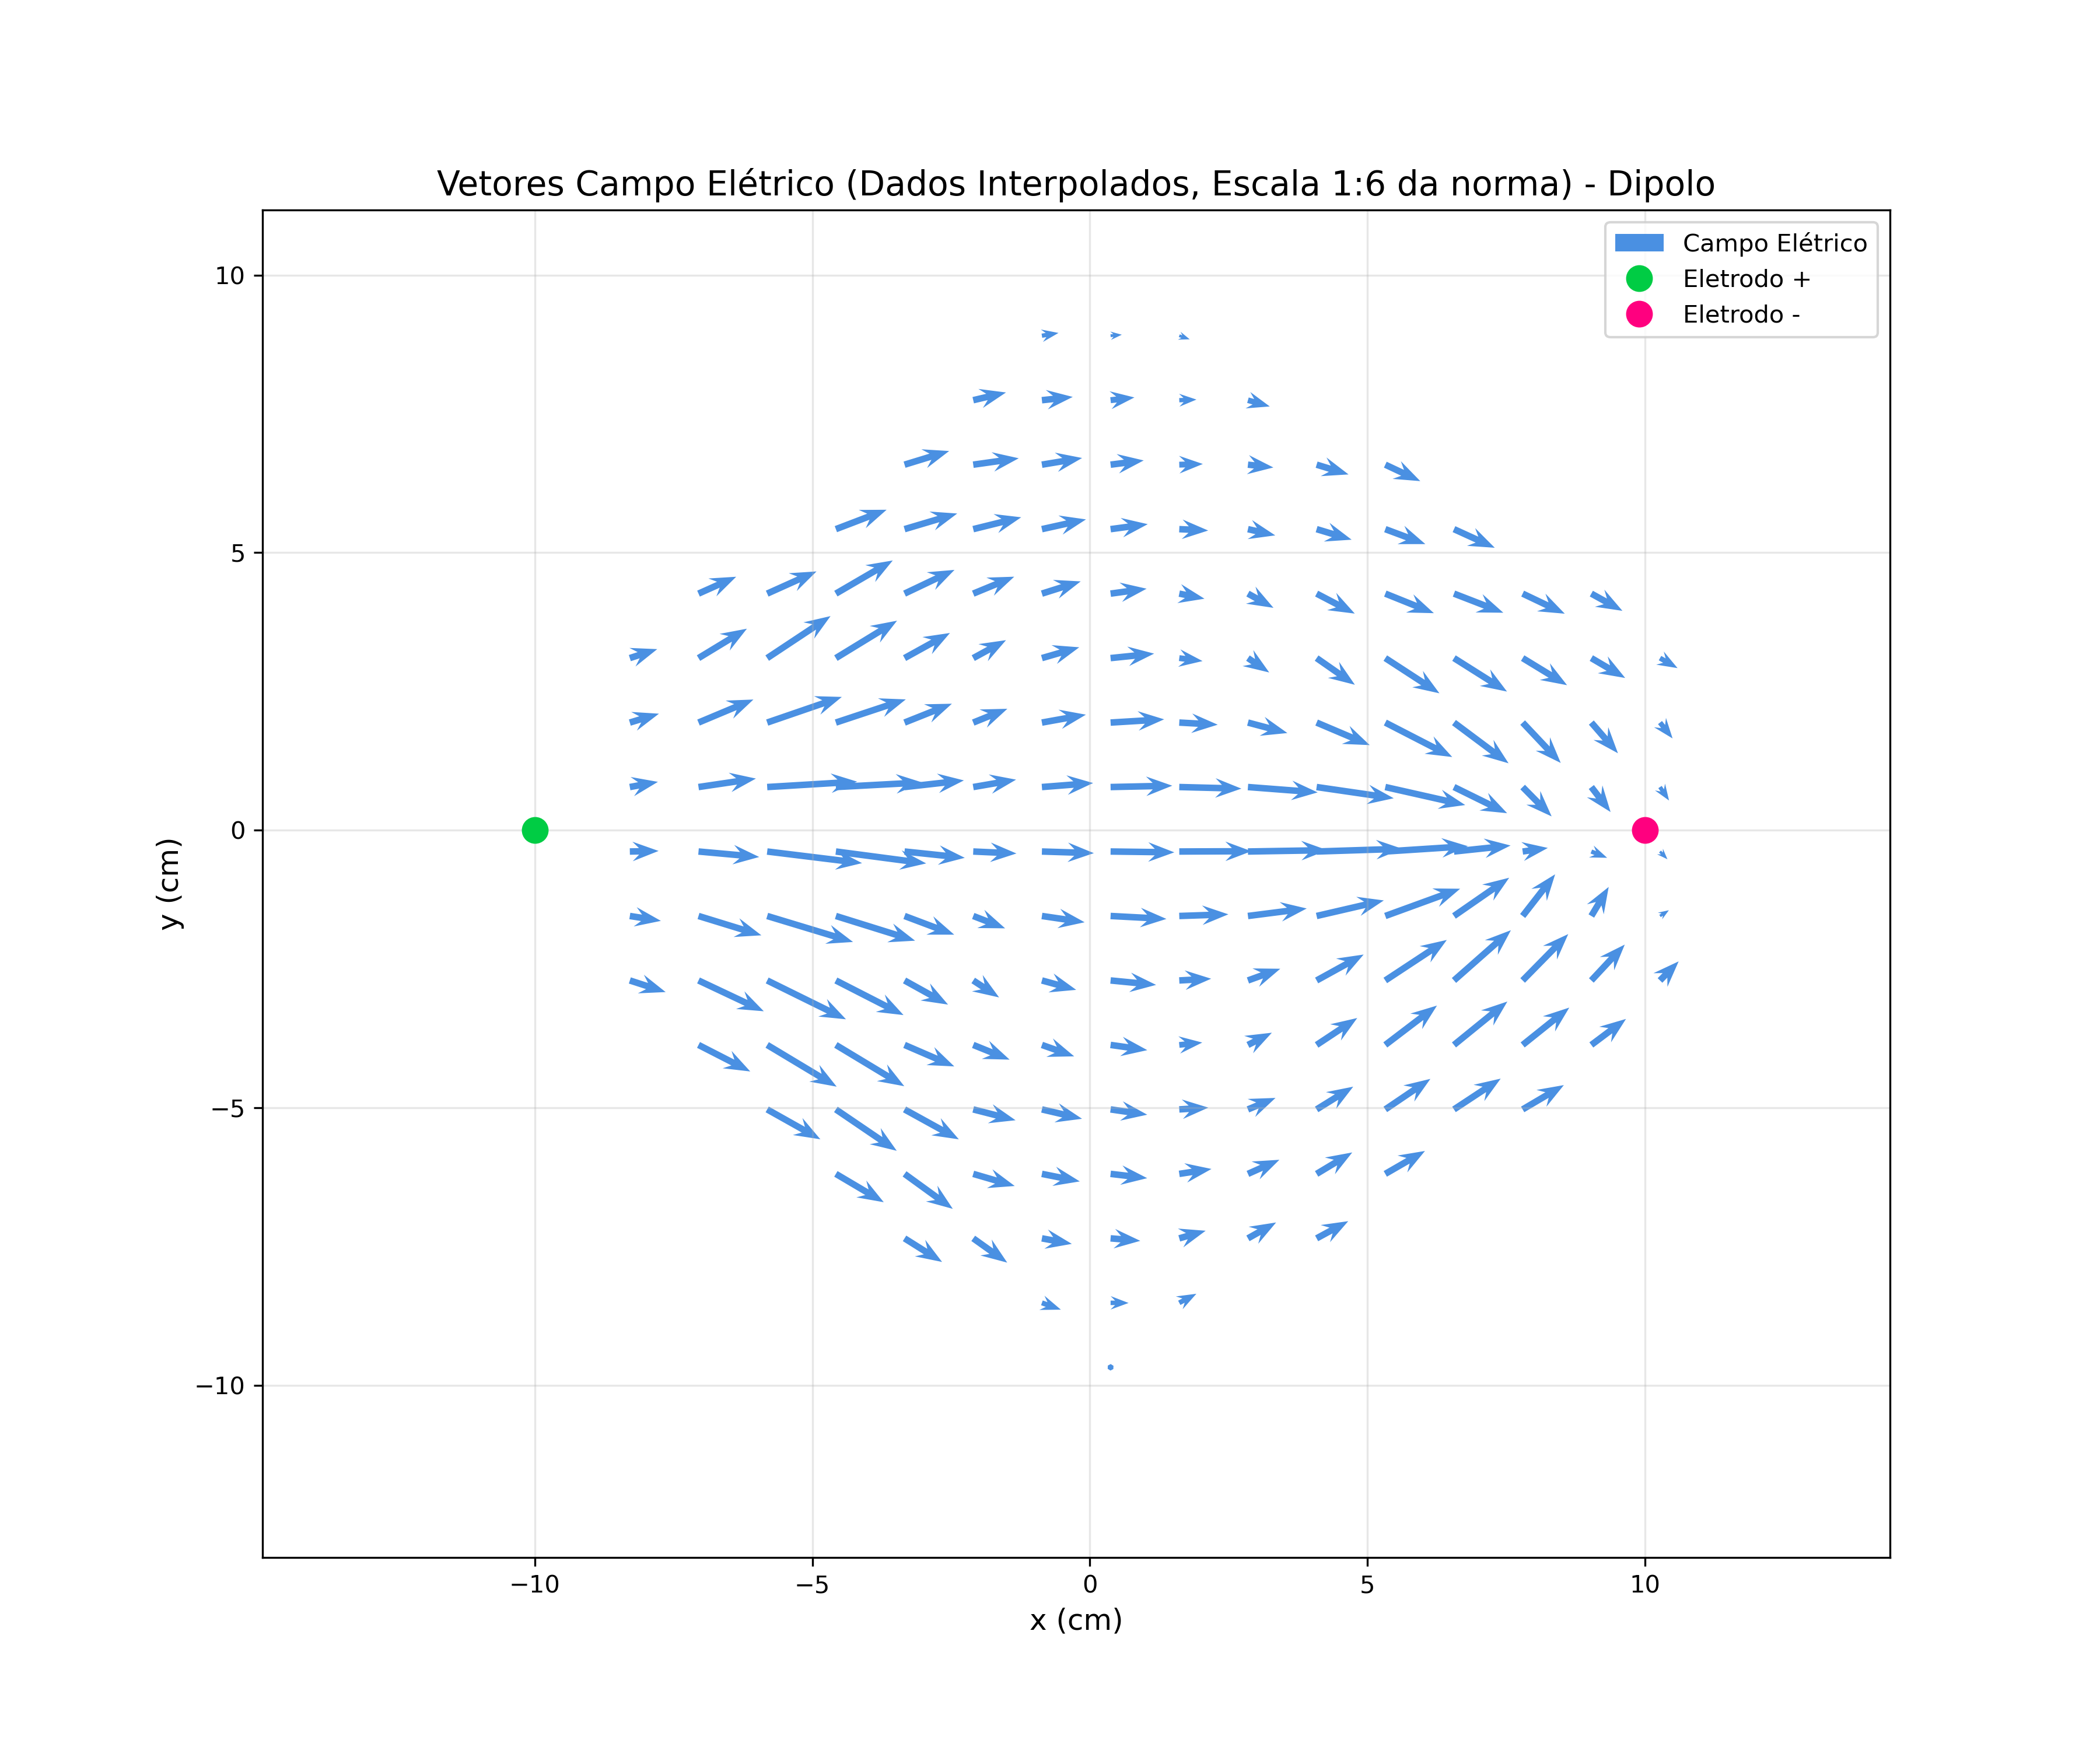 Vetores Campo Elétrico (Dados Interpolados, Escala 1:6 da norma) - Dipolo
Campo Elétrico
Eletrodo +
Eletrodo -
10
5
0
−5
−10
y (cm)
−10
−5
0
5
10
x (cm)